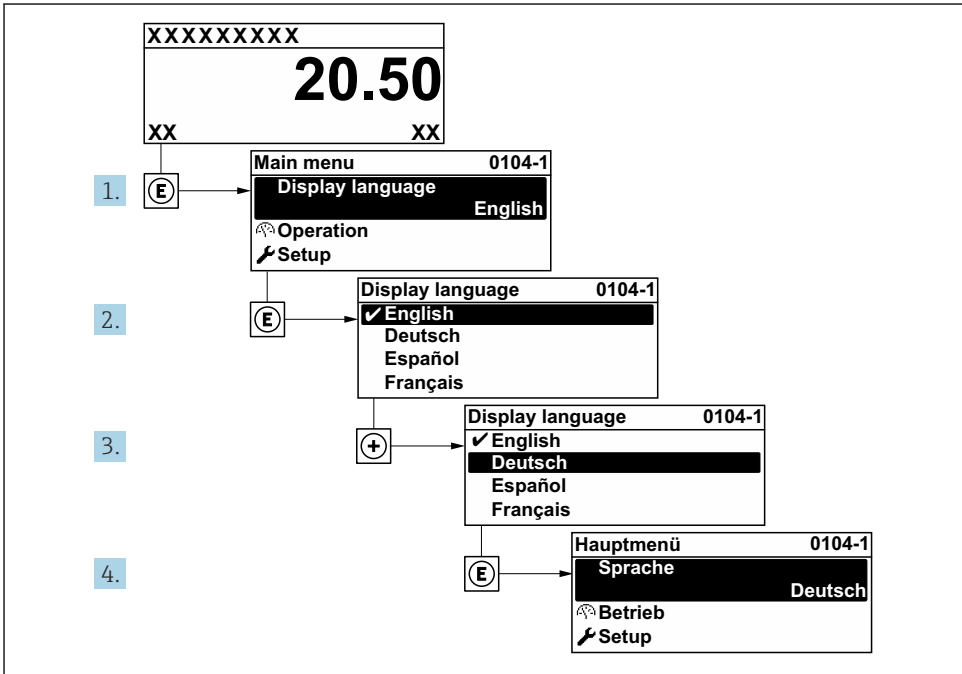 XXXXXXXXX
20.50
XX XX
1. E
Main menu 0104-1
Display language
English
Operation
Setup
2. E
Display language 0104-1
✔ English
Deutsch
Español
Français
3. +
Display language 0104-1
✔ English
Deutsch
Español
Français
4. E
Hauptmenü 0104-1
Sprache
Deutsch
Betrieb
Setup